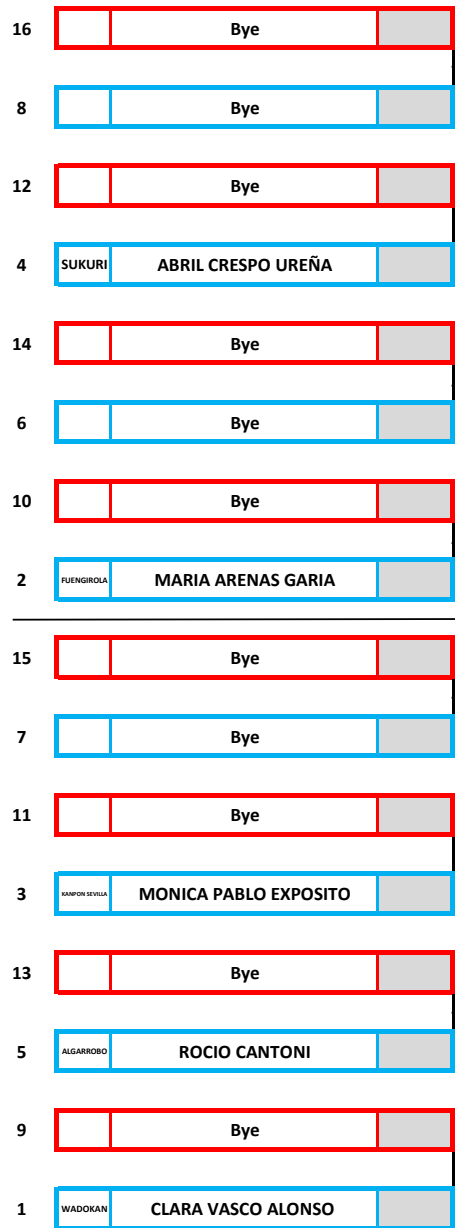 16 Bye
8 Bye
12 Bye
4 SUKURI ABRIL CRESPO UREÑA
14 Bye
6 Bye
10 Bye
2 FUENGIROLA MARIA ARENAS GARIA
15 Bye
7 Bye
11 Bye
3 KANPON SEVILLA MONICA PABLO EXPOSITO
13 Bye
5 ALGARROBO ROCIO CANTONI
9 Bye
1 WADOKAN CLARA VASCO ALONSO